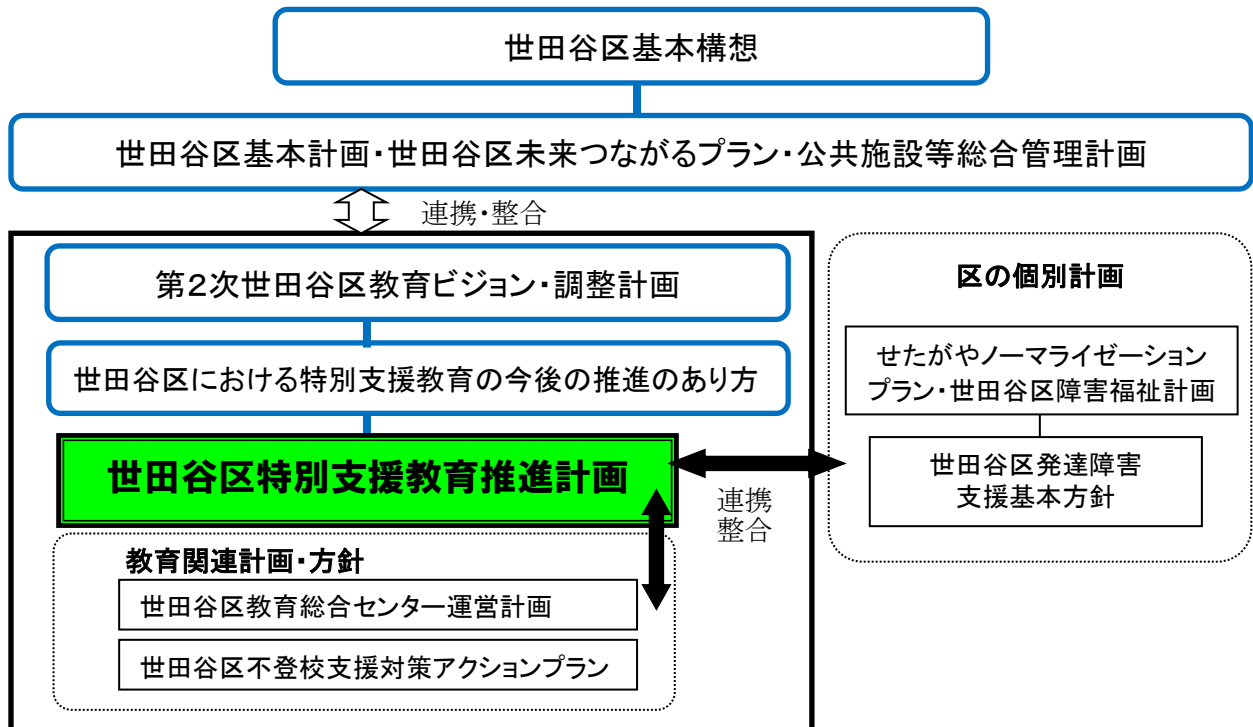 世田谷区基本構想
世田谷区基本計画・世田谷区未来つながるプラン・公共施設等総合管理計画
連携・整合
第2次世田谷区教育ビジョン・調整計画
世田谷区における特別支援教育の今後の推進のあり方
世田谷区特別支援教育推進計画
連携
整合
教育関連計画・方針
世田谷区教育総合センター運営計画
世田谷区不登校支援対策アクションプラン
区の個別計画
せたがやノーマライゼーション
プラン・世田谷区障害福祉計画
世田谷区発達障害
支援基本方針